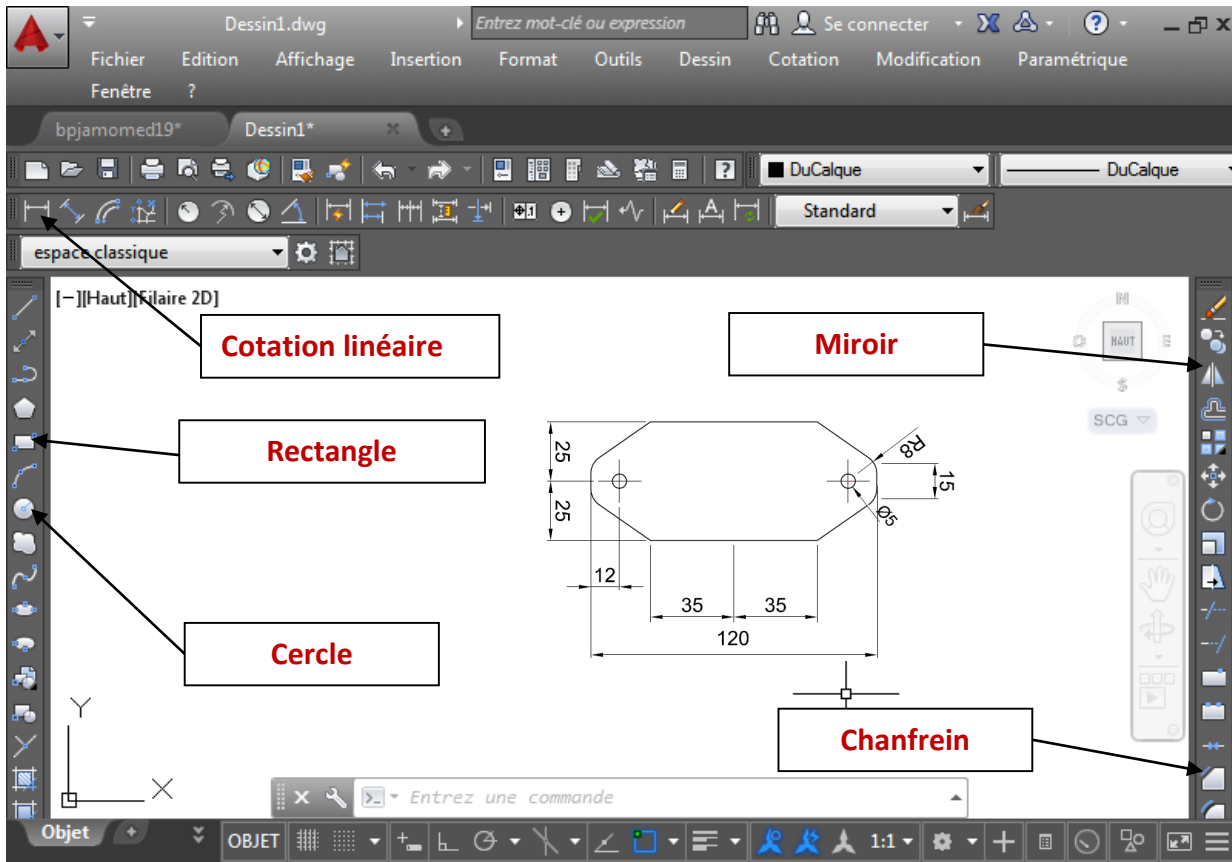 Dessin1.dwg Entrez mot-clé ou expression Se connecter ?
Fichier Edition Affichage Insertion Format Outils Dessin Cotation Modification Paramétrique
Fenêtre ?
bpjamomed19* Dessin1*
? DuCalque DuCalque
Standard
espace classique
[−][Haut][Filaire 2D]
N
O HAUT E
S
SCG
Cotation linéaire
Miroir
Rectangle
Cercle
Chanfrein
25
25
R8
15
Ø5
12
35 35
120
Y
X
Entrez une commande
Objet OBJET 1:1